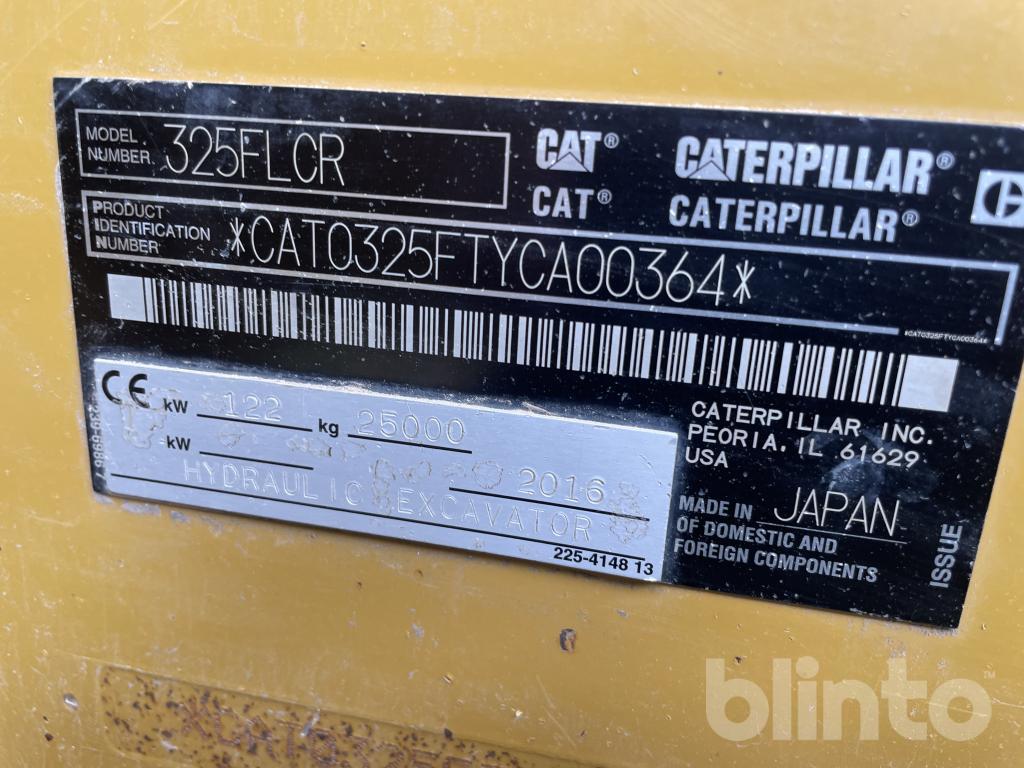 MODEL NUMBER 325FLCR
CAT® CATERPILLAR®
CAT® CATERPILLAR®
PRODUCT IDENTIFICATION NUMBER *CAT0325FTYCA00364*
*CAT0325FTYCA00364*
CE kW 122 kg 25000
kW 2016
HYDRAULIC EXCAVATOR
225-4148 13
CATERPILLAR INC.
PEORIA, IL 61629
USA
MADE IN JAPAN
OF DOMESTIC AND
FOREIGN COMPONENTS
ISSUE
blinto™